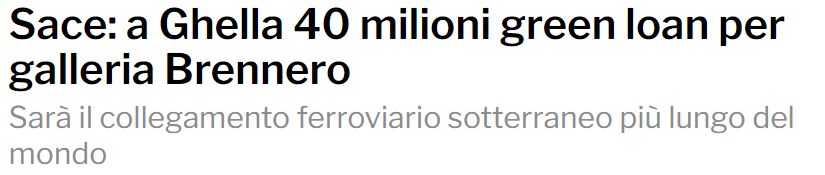 Sace: a Ghella 40 milioni green loan per
galleria Brennero
Sarà il collegamento ferroviario sotterraneo più lungo del
mondo